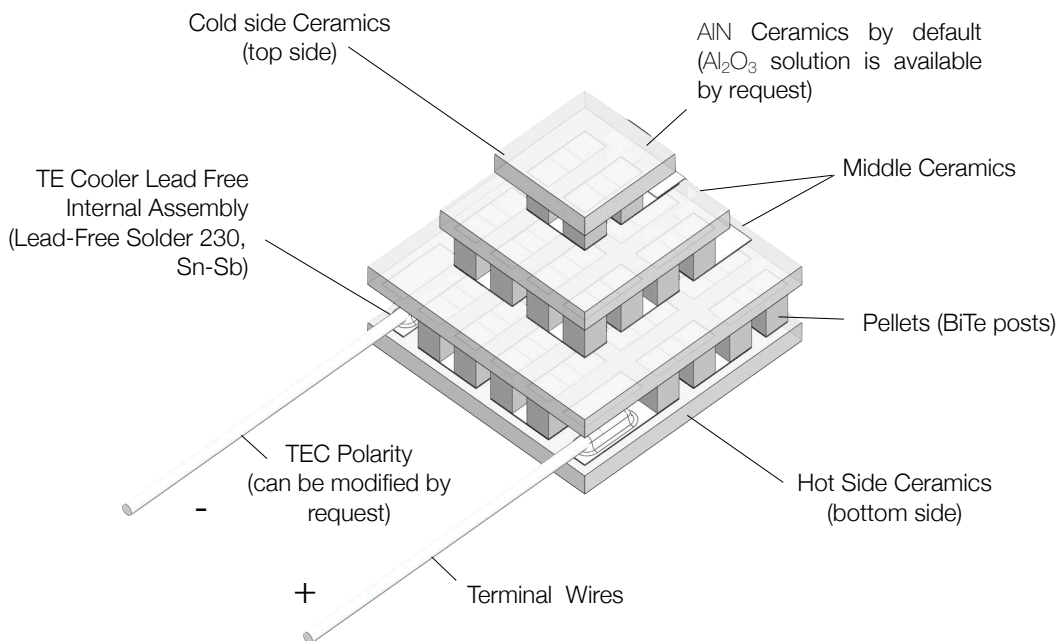 Cold side Ceramics
(top side)
AlN Ceramics by default
(Al₂O₃ solution is available
by request)
TE Cooler Lead Free
Internal Assembly
(Lead-Free Solder 230,
Sn-Sb)
Middle Ceramics
Pellets (BiTe posts)
TEC Polarity
(can be modified by
request)
Hot Side Ceramics
(bottom side)
-
+
Terminal Wires